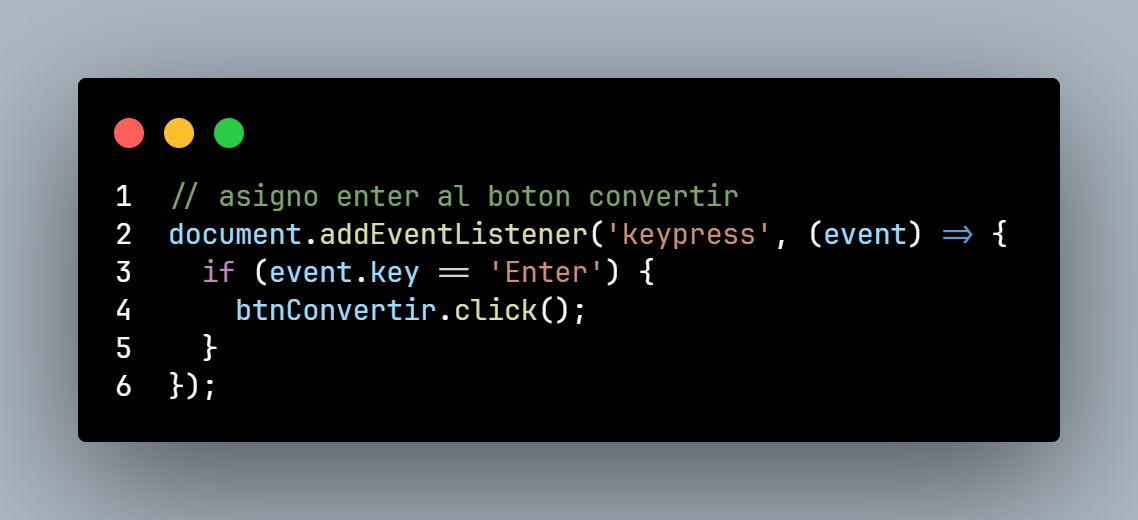 1 // asigno enter al boton convertir
2 document.addEventListener('keypress', (event) => {
3   if (event.key == 'Enter') {
4     btnConvertir.click();
5   }
6 });